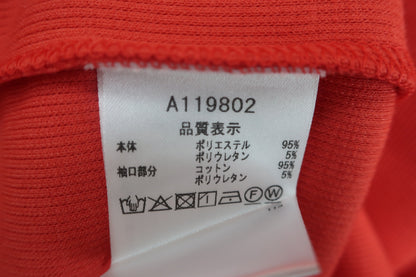 A119802
品質表示
本体 ポリエステル 95%
ポリウレタン 5%
袖口部分 コットン 95%
ポリウレタン 5%